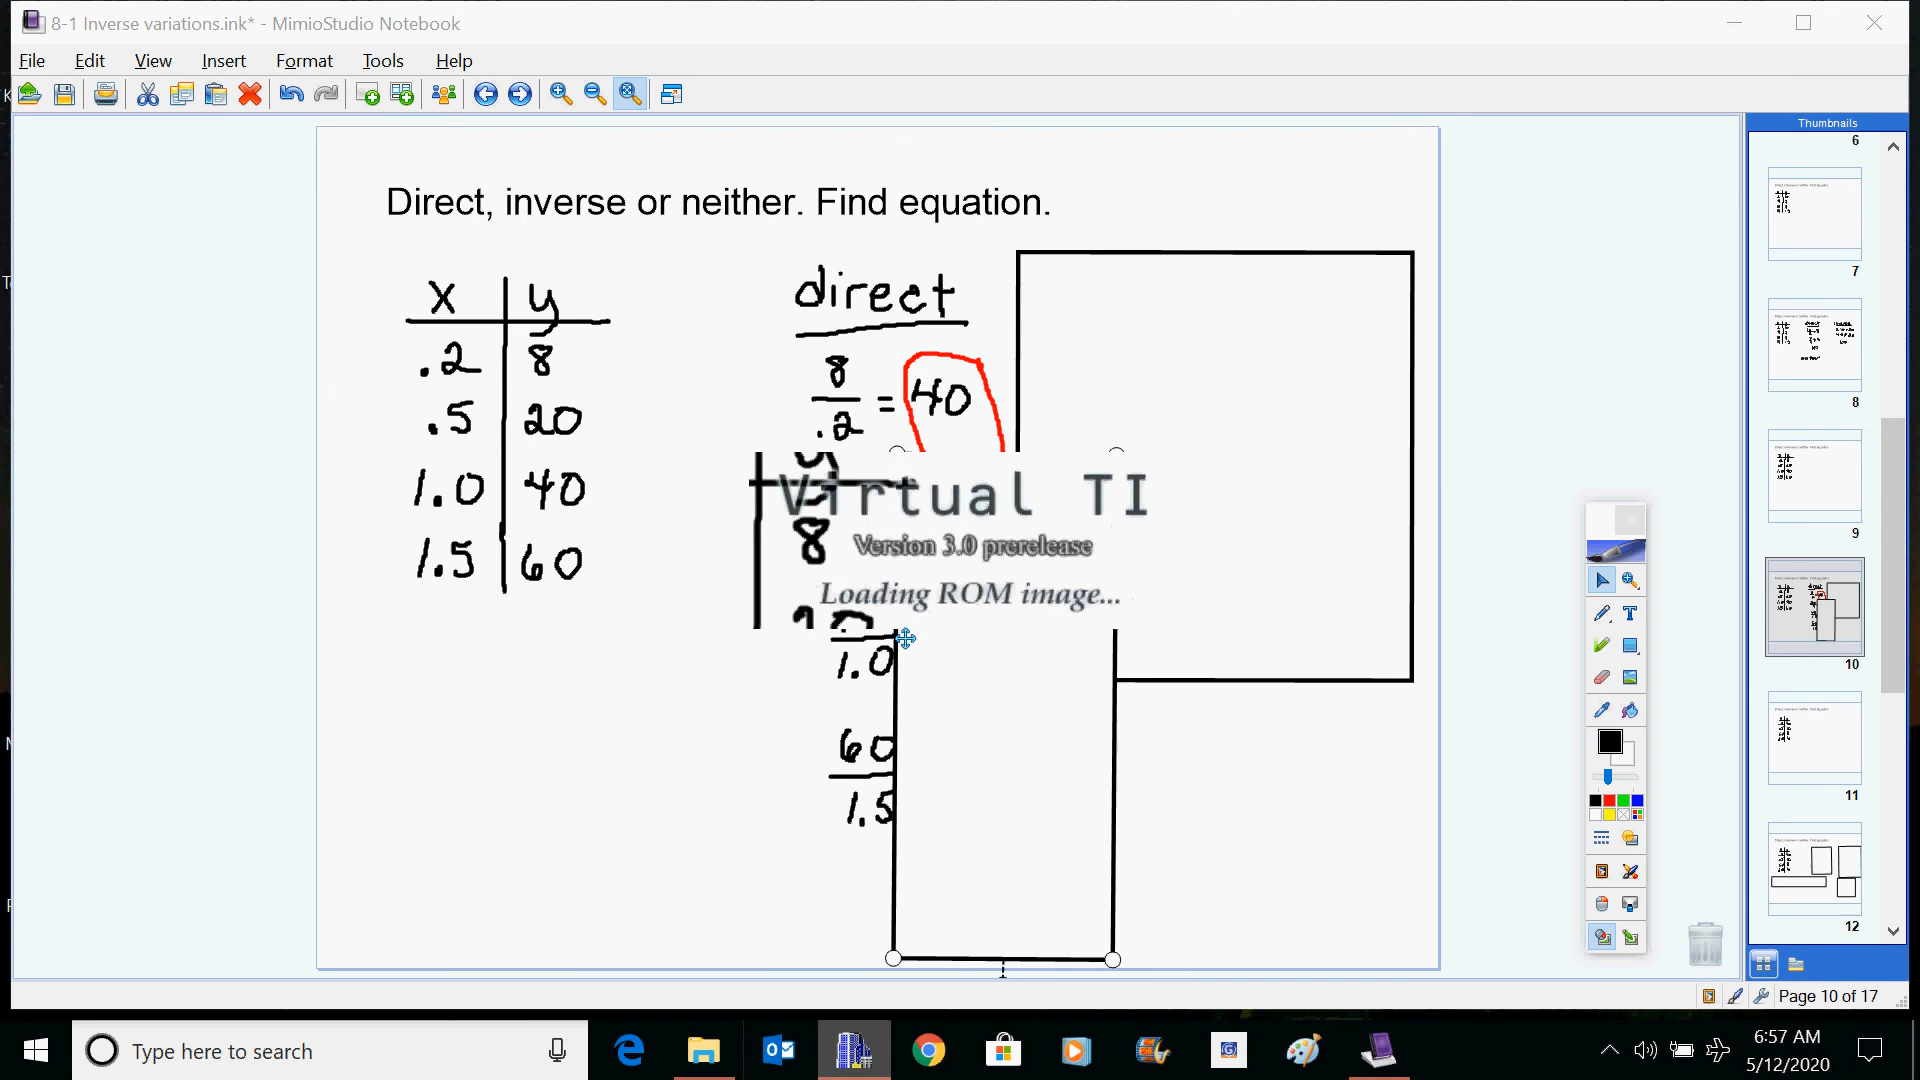 8-1 Inverse variations.ink* - MimioStudio Notebook
File Edit View Insert Format Tools Help
Thumbnails
6
7
8
9
10
11
12
Direct, inverse or neither. Find equation.
x y
.2 8
.5 20
1.0 40
1.5 60
direct
8
.2 = 40
Virtual TI
8
Version 3.0 prerelease
Loading ROM image...
1.0
60
1.5
Page 10 of 17
Type here to search
6:57 AM
5/12/2020